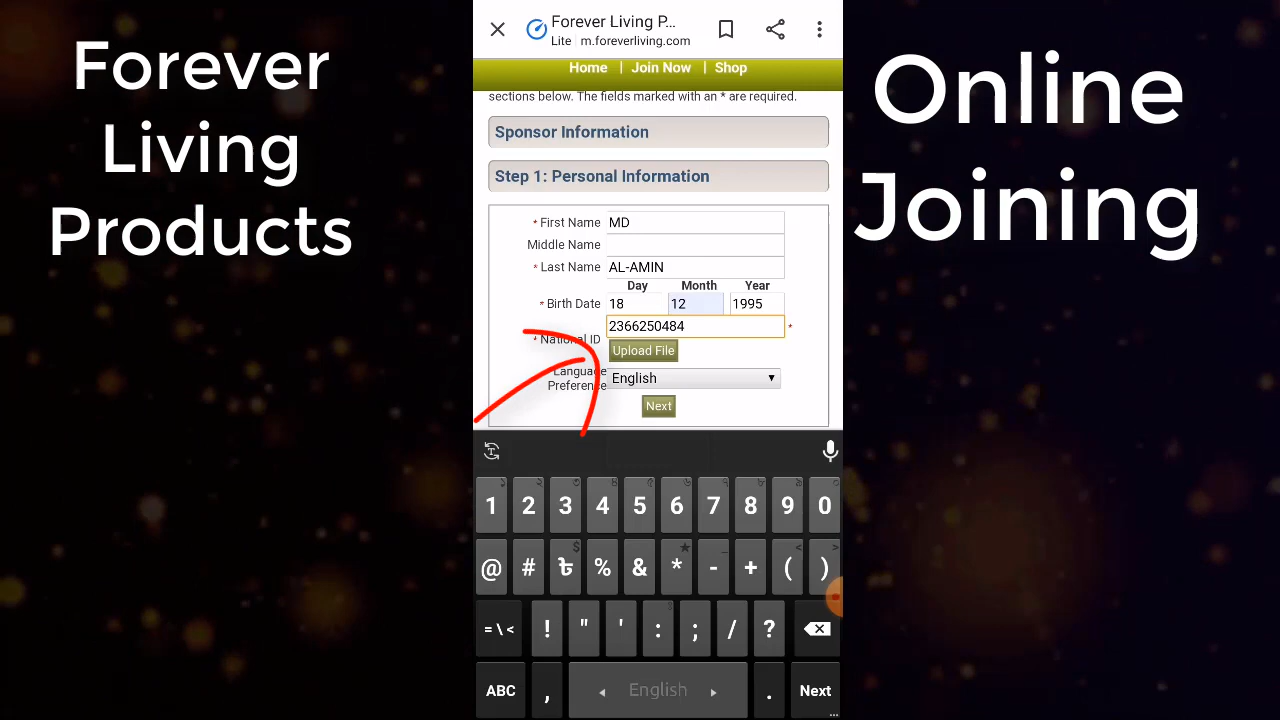 Forever
Living
Products
Online
Joining
Forever Living P...
Lite | m.foreverliving.com
Home | Join Now | Shop
sections below. The fields marked with an * are required.
Sponsor Information
Step 1: Personal Information
* First Name MD
Middle Name
* Last Name AL-AMIN
Day Month Year
* Birth Date 18 12 1995
2366250484 *
* National ID
Upload File
Language
Preference English
Next
1 2 3 4 5 6 7 8 9 0
@ # ৳ % & * - + ( )
= \ < ! " ' : ; / ?
ABC , English . Next